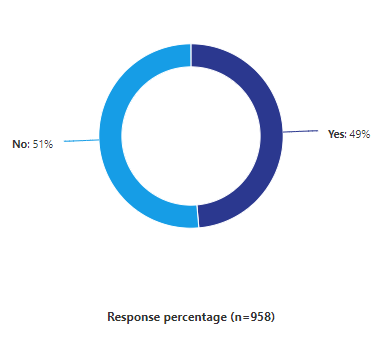 Yes: 49%
No: 51%
Response percentage (n=958)